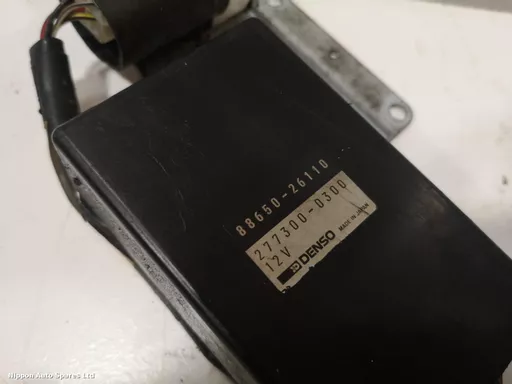 88650-26110
277300-0300
12V
DENSO MADE IN JAPAN
Nippon Auto Spares Ltd